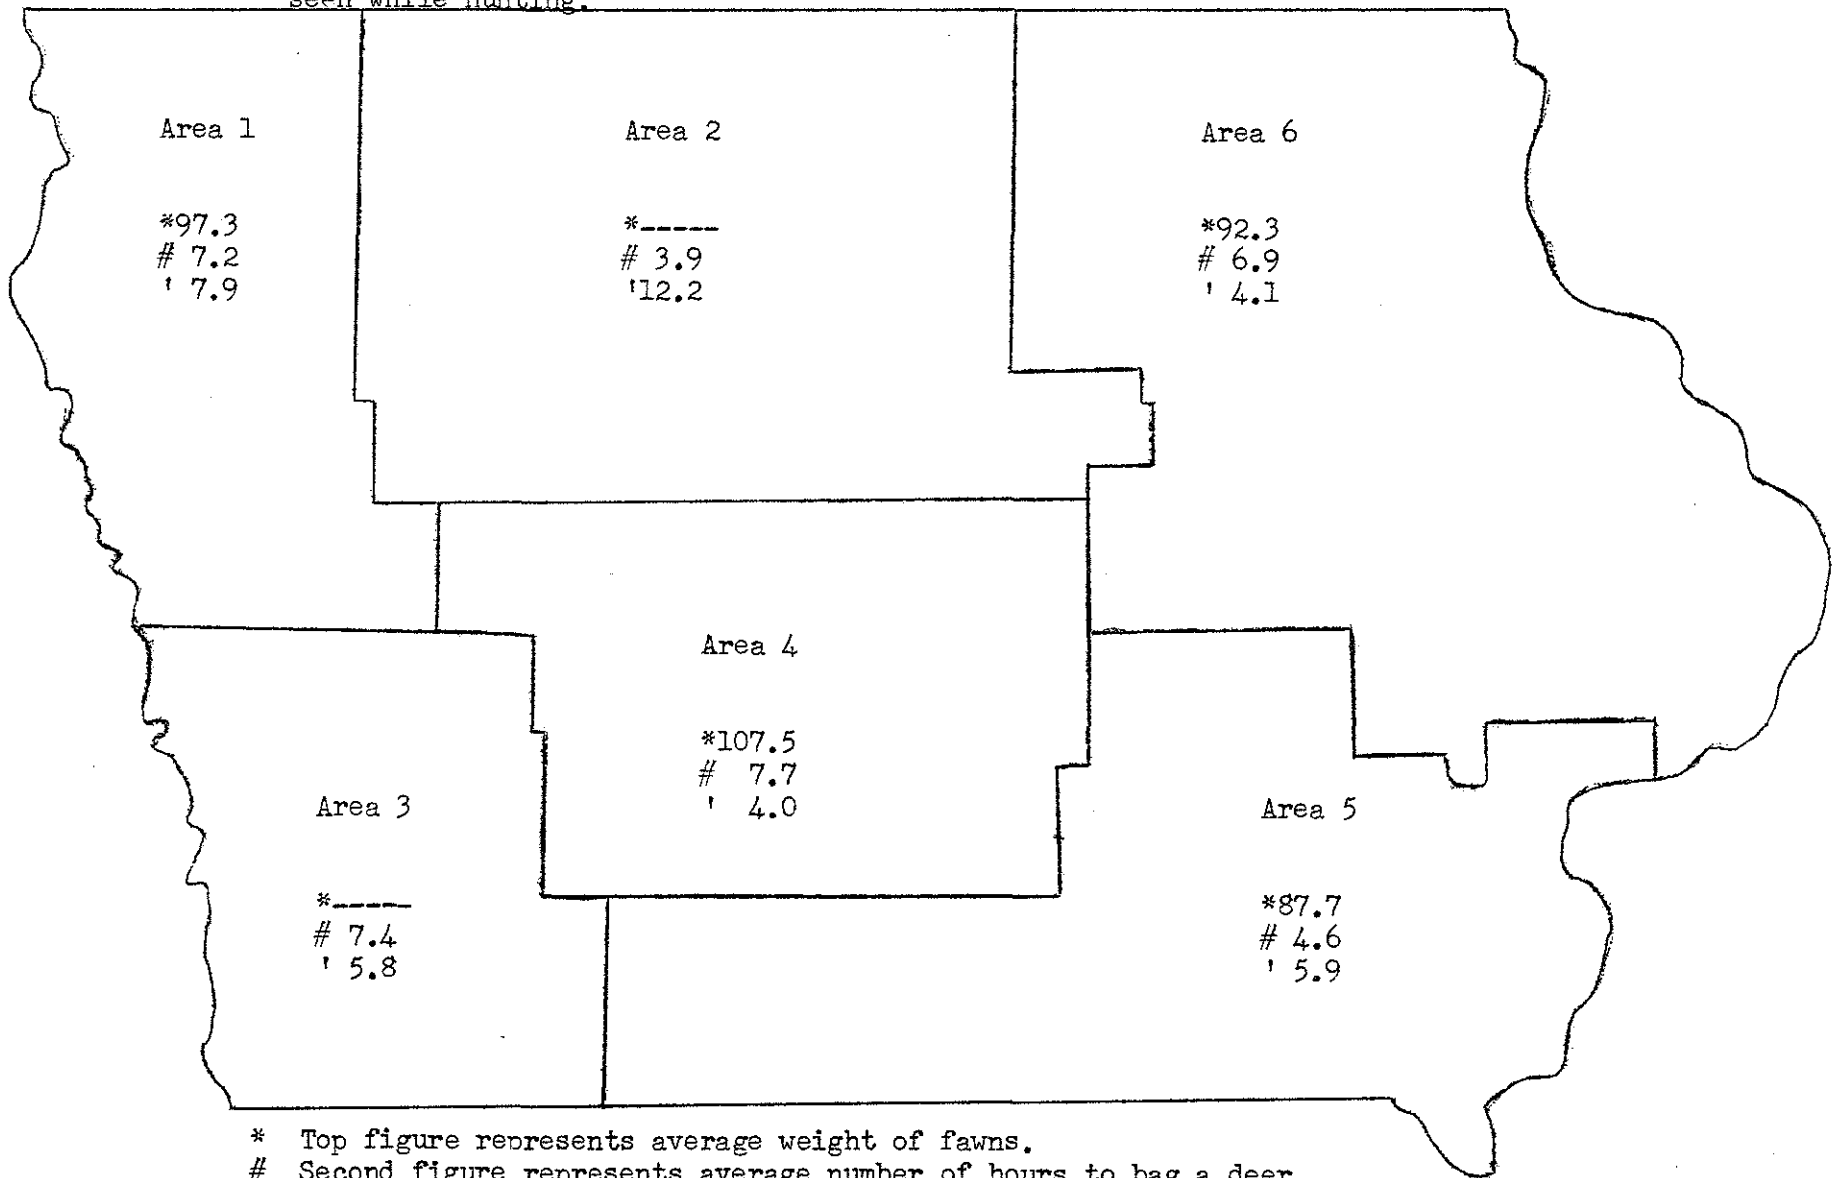 seen while hunting.
Area 1
*97.3
# 7.2
' 7.9
Area 2
*-----
# 3.9
'12.2
Area 6
*92.3
# 6.9
' 4.1
Area 4
*107.5
# 7.7
' 4.0
Area 3
*-----
# 7.4
' 5.8
Area 5
*87.7
# 4.6
' 5.9
* Top figure represents average weight of fawns.
# Second figure represents average number of hours to bag a deer